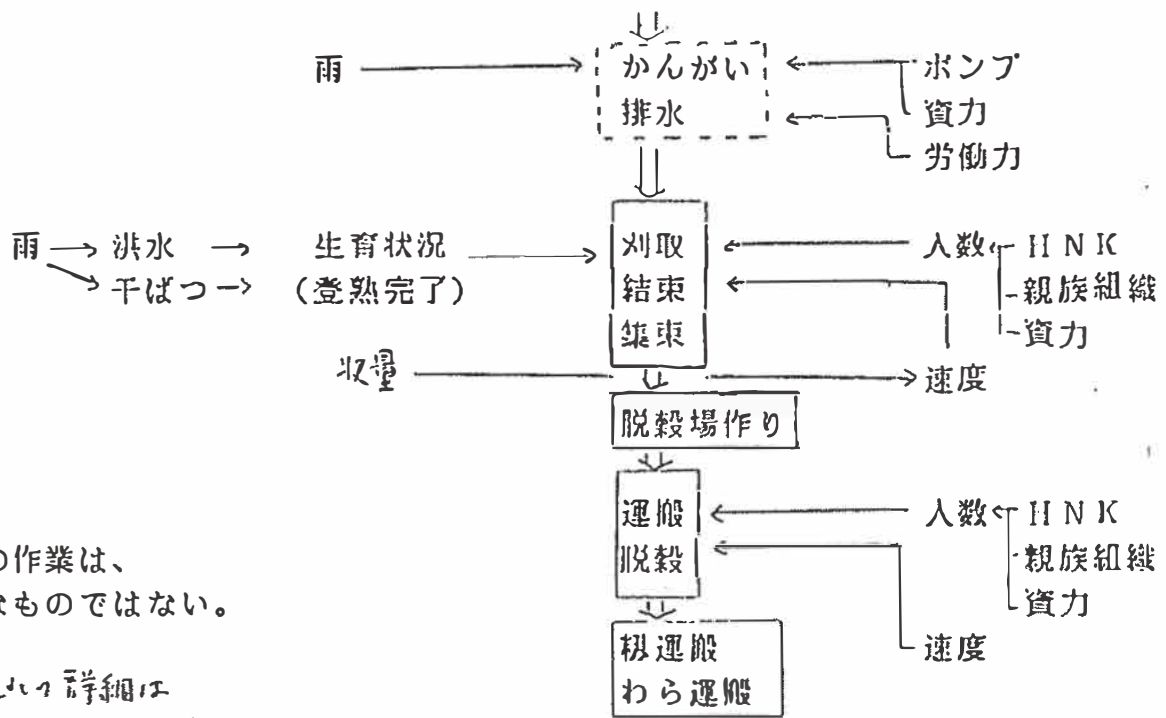 雨 かんがい ポンプ
排水 資力
労働力
雨 洪水 生育状況 刈取 人数 HNK
干ばつ (登熟完了) 結束 親族組織
集束 資力
収量 速度
脱穀場作り
運搬 人数 HNK
の作業は、 脱穀 親族組織
なものではない。 資力
籾運搬 速度
詳細は わら運搬